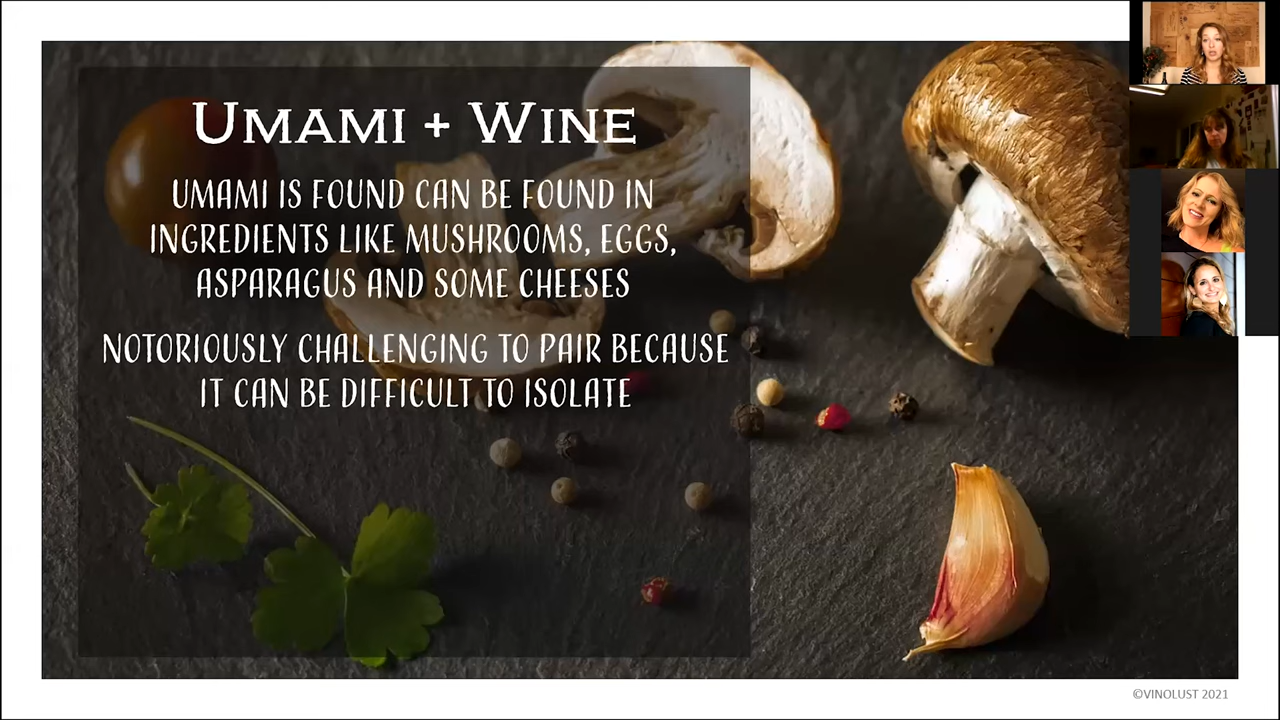 UMAMI + WINE
UMAMI IS FOUND CAN BE FOUND IN
INGREDIENTS LIKE MUSHROOMS, EGGS,
ASPARAGUS AND SOME CHEESES
NOTORIOUSLY CHALLENGING TO PAIR BECAUSE
IT CAN BE DIFFICULT TO ISOLATE
©VINOLUST 2021